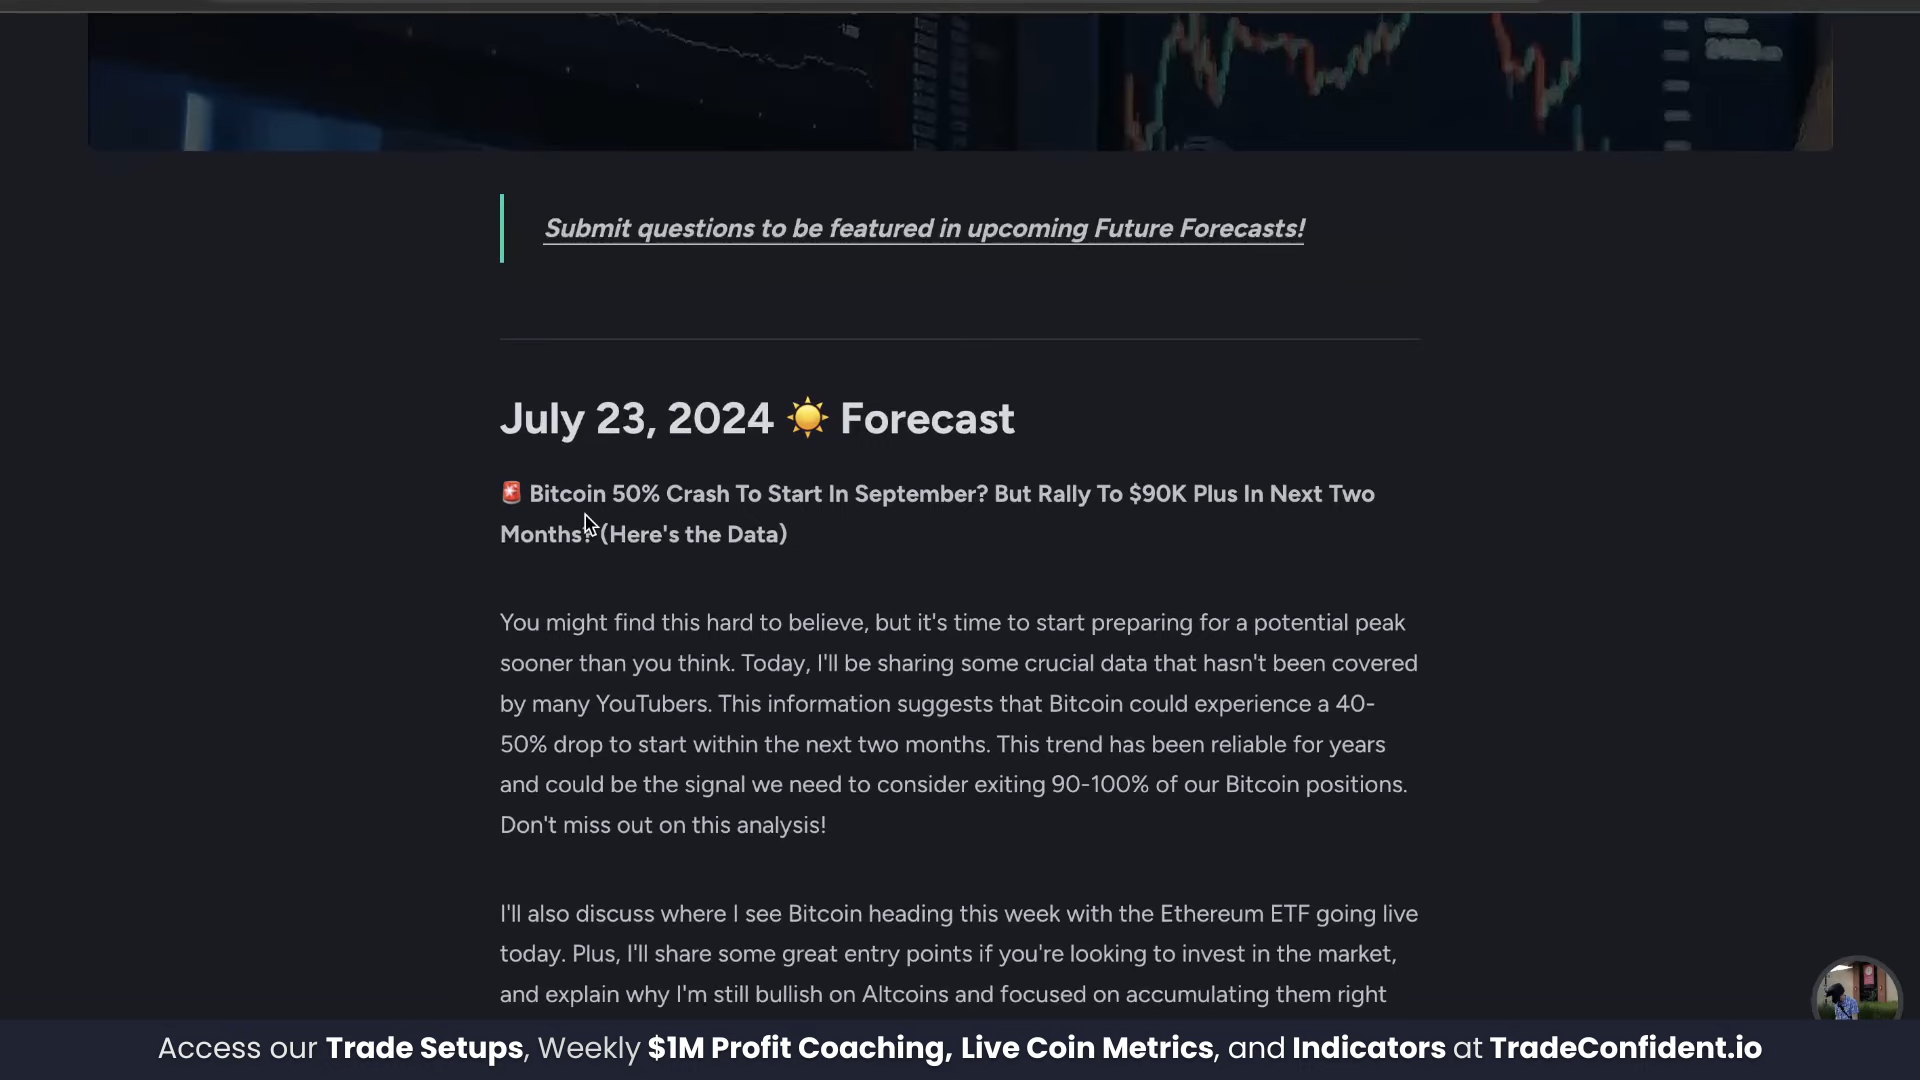 Submit questions to be featured in upcoming Future Forecasts!
July 23, 2024 ☀️ Forecast
🚨 Bitcoin 50% Crash To Start In September? But Rally To $90K Plus In Next Two
Months? (Here's the Data)
You might find this hard to believe, but it's time to start preparing for a potential peak
sooner than you think. Today, I'll be sharing some crucial data that hasn't been covered
by many YouTubers. This information suggests that Bitcoin could experience a 40-
50% drop to start within the next two months. This trend has been reliable for years
and could be the signal we need to consider exiting 90-100% of our Bitcoin positions.
Don't miss out on this analysis!
I'll also discuss where I see Bitcoin heading this week with the Ethereum ETF going live
today. Plus, I'll share some great entry points if you're looking to invest in the market,
and explain why I'm still bullish on Altcoins and focused on accumulating them right
Access our Trade Setups, Weekly $1M Profit Coaching, Live Coin Metrics, and Indicators at TradeConfident.io